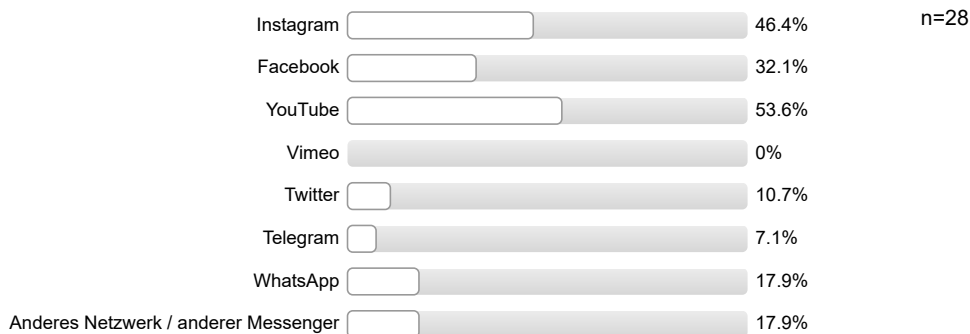 Instagram 46.4% n=28
Facebook 32.1%
YouTube 53.6%
Vimeo 0%
Twitter 10.7%
Telegram 7.1%
WhatsApp 17.9%
Anderes Netzwerk / anderer Messenger 17.9%